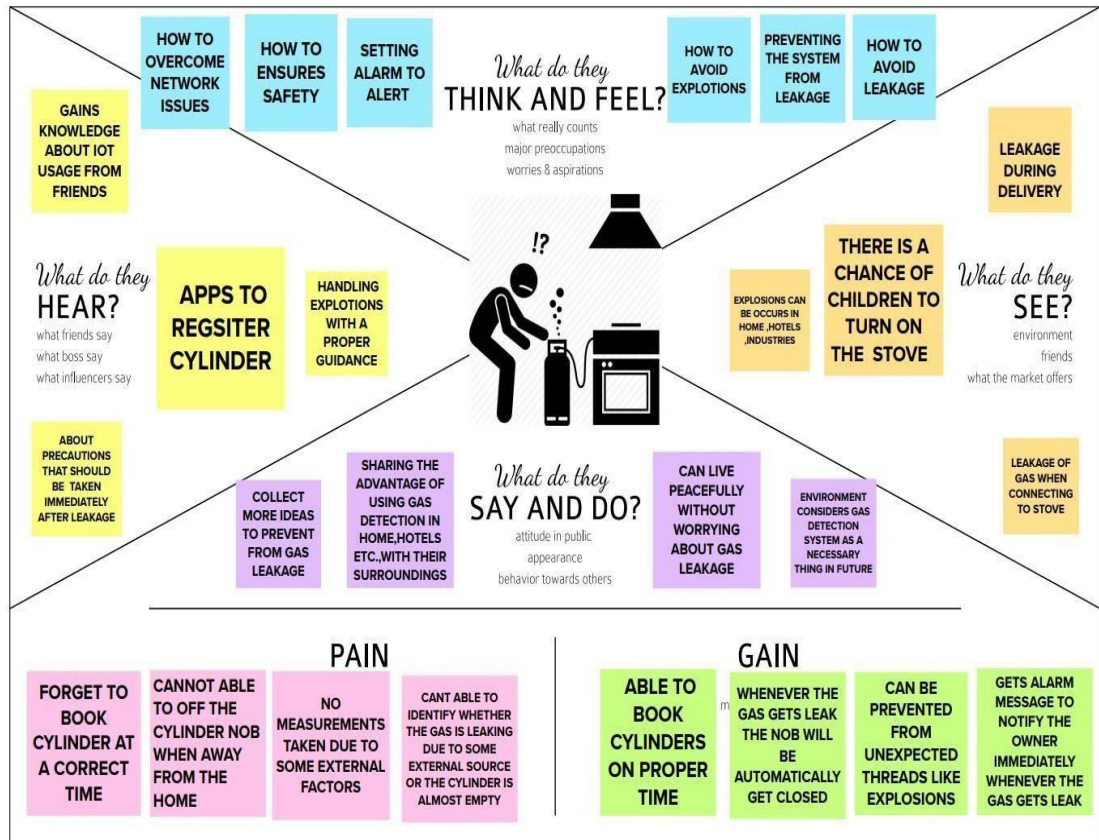 HOW TO
OVERCOME
NETWORK
ISSUES
HOW TO
ENSURES
SAFETY
SETTING
ALARM TO
ALERT
What do they
THINK AND FEEL?
what really counts
major preoccupations
worries & aspirations
HOW TO
AVOID
EXPLOTIONS
PREVENTING
THE SYSTEM
FROM
LEAKAGE
HOW TO
AVOID
LEAKAGE
GAINS
KNOWLEDGE
ABOUT IOT
USAGE FROM
FRIENDS
What do they
HEAR?
what friends say
what boss say
what influencers say
APPS TO
REGSITER
CYLINDER
HANDLING
EXPLOTIONS
WITH A
PROPER
GUIDANCE
ABOUT
PRECAUTIONS
THAT SHOULD
BE TAKEN
IMMEDIATELY
AFTER LEAKAGE
!?
LEAKAGE
DURING
DELIVERY
EXPLOSIONS CAN
BE OCCURS IN
HOME ,HOTELS
,INDUSTRIES
THERE IS A
CHANCE OF
CHILDREN TO
TURN ON
THE STOVE
What do they
SEE?
environment
friends
what the market offers
LEAKAGE OF
GAS WHEN
CONNECTING
TO STOVE
COLLECT
MORE IDEAS
TO PREVENT
FROM GAS
LEAKAGE
SHARING THE
ADVANTAGE OF
USING GAS
DETECTION IN
HOME,HOTELS
ETC.,WITH THEIR
SURROUNDINGS
What do they
SAY AND DO?
attitude in public
appearance
behavior towards others
CAN LIVE
PEACEFULLY
WITHOUT
WORRYING
ABOUT GAS
LEAKAGE
ENVIRONMENT
CONSIDERS GAS
DETECTION
SYSTEM AS A
NECESSARY
THING IN FUTURE
PAIN
FORGET TO
BOOK
CYLINDER AT
A CORRECT
TIME
CANNOT ABLE
TO OFF THE
CYLINDER NOB
WHEN AWAY
FROM THE
HOME
NO
MEASUREMENTS
TAKEN DUE TO
SOME EXTERNAL
FACTORS
CANT ABLE TO
IDENTIFY WHETHER
THE GAS IS LEAKING
DUE TO SOME
EXTERNAL SOURCE
OR THE CYLINDER IS
ALMOST EMPTY
GAIN
ABLE TO
BOOK
CYLINDERS
ON PROPER
TIME
WHENEVER THE
GAS GETS LEAK
THE NOB WILL
BE
AUTOMATICALLY
GET CLOSED
CAN BE
PREVENTED
FROM
UNEXPECTED
THREADS LIKE
EXPLOSIONS
GETS ALARM
MESSAGE TO
NOTIFY THE
OWNER
IMMEDIATELY
WHENEVER THE
GAS GETS LEAK